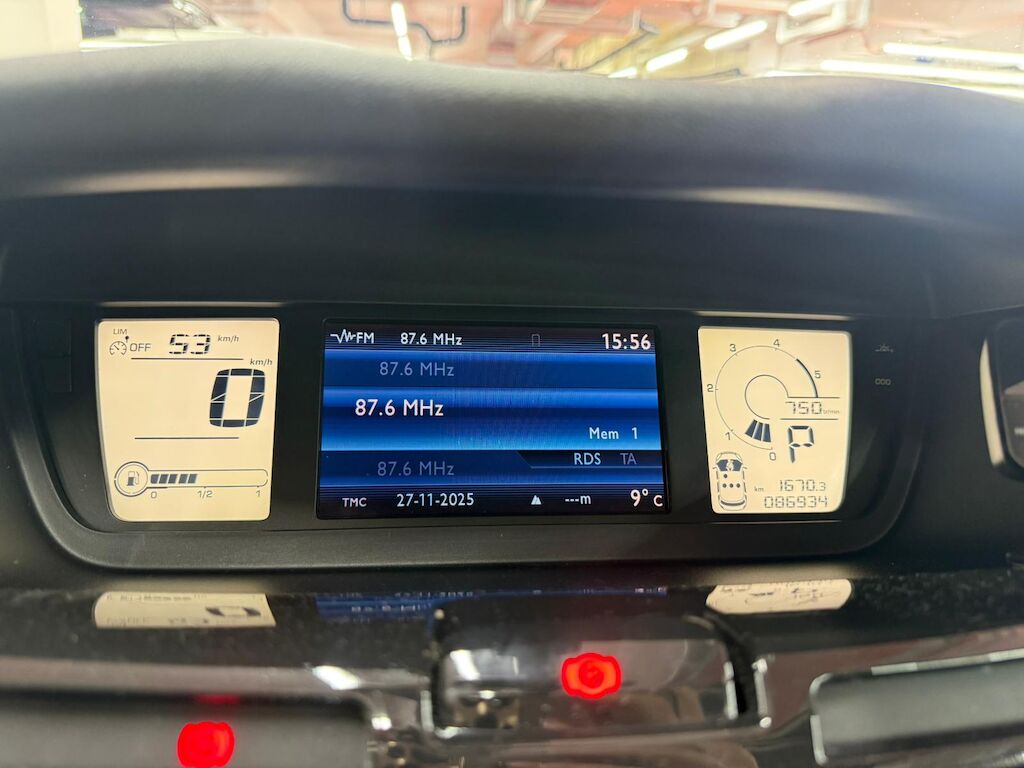 LIM
OFF 53 km/h
km/h
0
0 1/2 1
FM 87.6 MHz 15:56
87.6 MHz
87.6 MHz
Mem 1
RDS TA
87.6 MHz
TMC 27-11-2025 ---m 9° C
0 1 2 3 4 5
750 tr/min
P
km 1670.3
086934